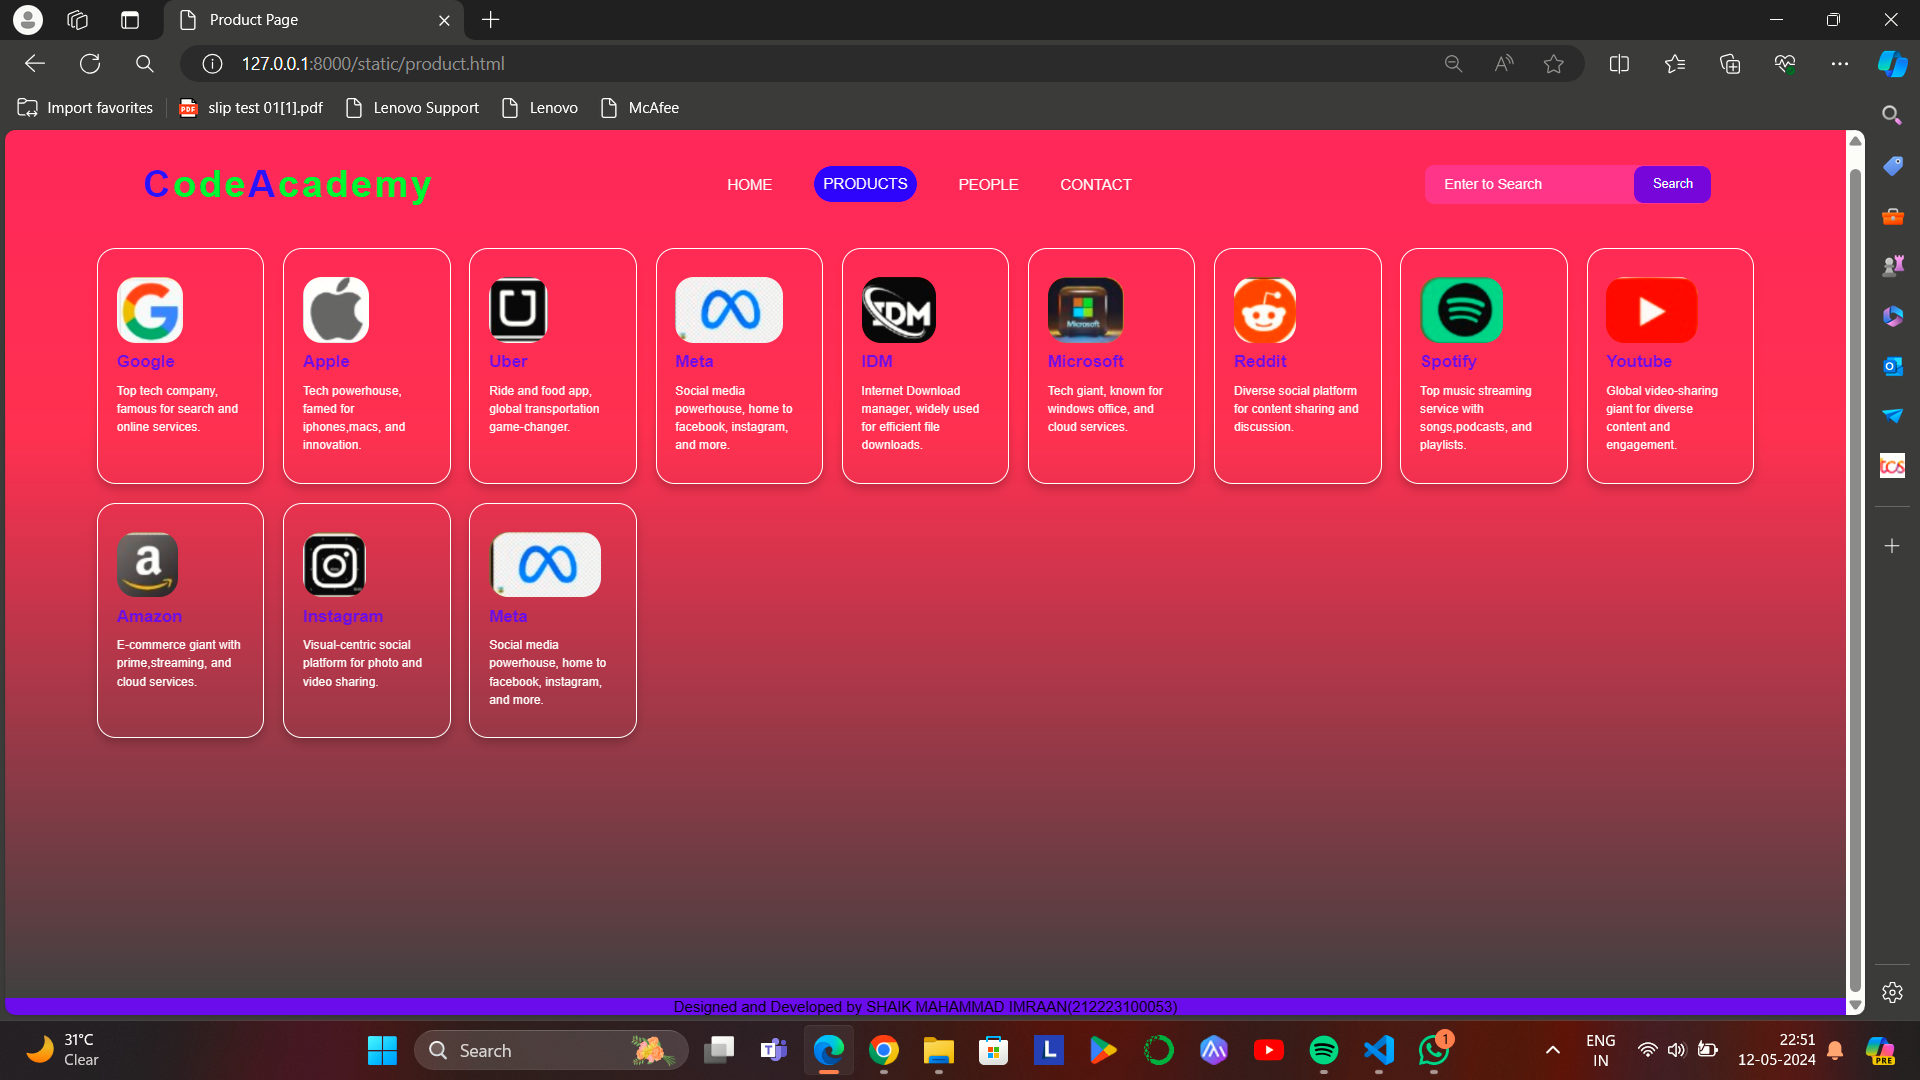 Product Page
127.0.0.1:8000/static/product.html
Import favorites
slip test 01[1].pdf
Lenovo Support
Lenovo
McAfee
CodeAcademy
HOME
PRODUCTS
PEOPLE
CONTACT
Enter to Search
Search
Google
Top tech company,
famous for search and
online services.
Apple
Tech powerhouse,
famed for
iphones,macs, and
innovation.
Uber
Ride and food app,
global transportation
game-changer.
Meta
Social media
powerhouse, home to
facebook, instagram,
and more.
IDM
IDM
Internet Download
manager, widely used
for efficient file
downloads.
Microsoft
Microsoft
Tech giant, known for
windows office, and
cloud services.
Reddit
Diverse social platform
for content sharing and
discussion.
Spotify
Top music streaming
service with
songs,podcasts, and
playlists.
Youtube
Global video-sharing
giant for diverse
content and
engagement.
Amazon
E-commerce giant with
prime,streaming, and
cloud services.
Instagram
Visual-centric social
platform for photo and
video sharing.
Meta
Social media
powerhouse, home to
facebook, instagram,
and more.
tcs
Designed and Developed by SHAIK MAHAMMAD IMRAAN(212223100053)
31°C
Clear
Search
L
1
ENG
IN
22:51
12-05-2024
PRE